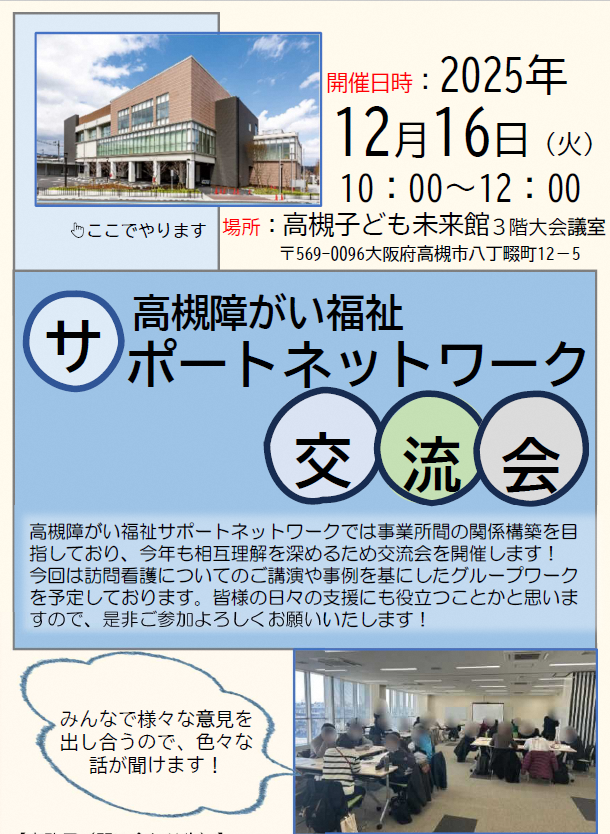 開催日時：2025年
12月16日（火）
10：00～12：00
ここでやります
場所：高槻子ども未来館３階大会議室
〒569-0096大阪府高槻市八丁畷町12－5
高槻障がい福祉
サポートネットワーク
交流会
高槻障がい福祉サポートネットワークでは事業所間の関係構築を目
指しており、今年も相互理解を深めるため交流会を開催します！
今回は訪問看護についてのご講演や事例を基にしたグループワーク
を予定しております。皆様の日々の支援にも役立つことかと思いま
すので、是非ご参加よろしくお願いいたします！
みんなで様々な意見を
出し合うので、色々な
話が聞けます！